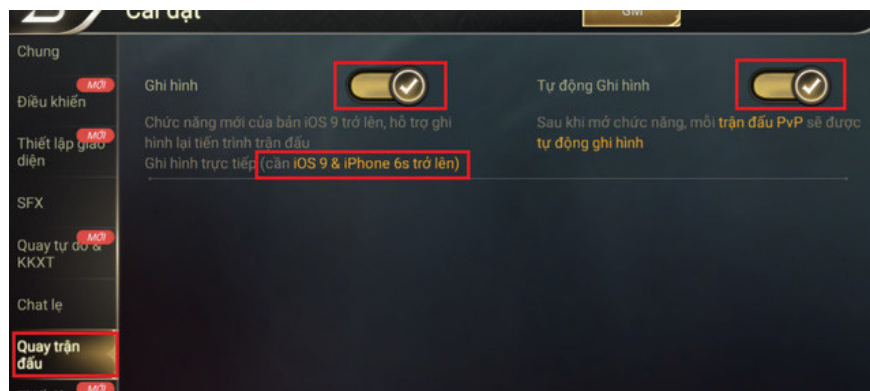 Cài đặt
GM
Chung
MỚI
Điều khiển
MỚI
Thiết lập giao
diện
SFX
MỚI
Quay tự do &
KKXT
Chat lẹ
Quay trận
đấu
MỚI
Ghi hình
Chức năng mới của bản iOS 9 trở lên, hỗ trợ ghi
hình lại tiến trình trận đấu
Ghi hình trực tiếp (cần iOS 9 & iPhone 6s trở lên)
Tự động Ghi hình
Sau khi mở chức năng, mỗi trận đấu PvP sẽ được
tự động ghi hình